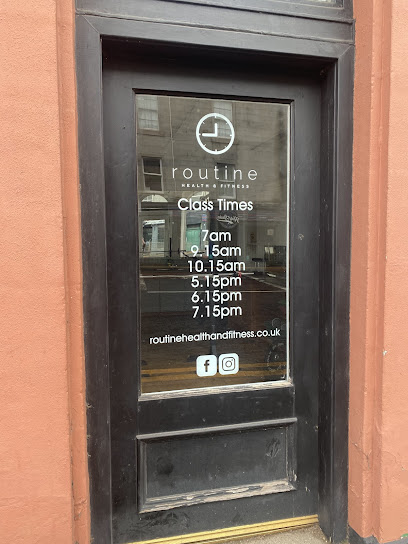 routine
HEALTH & FITNESS
Class Times
7am
9.15am
10.15am
5.15pm
6.15pm
7.15pm
routinehealthandfitness.co.uk